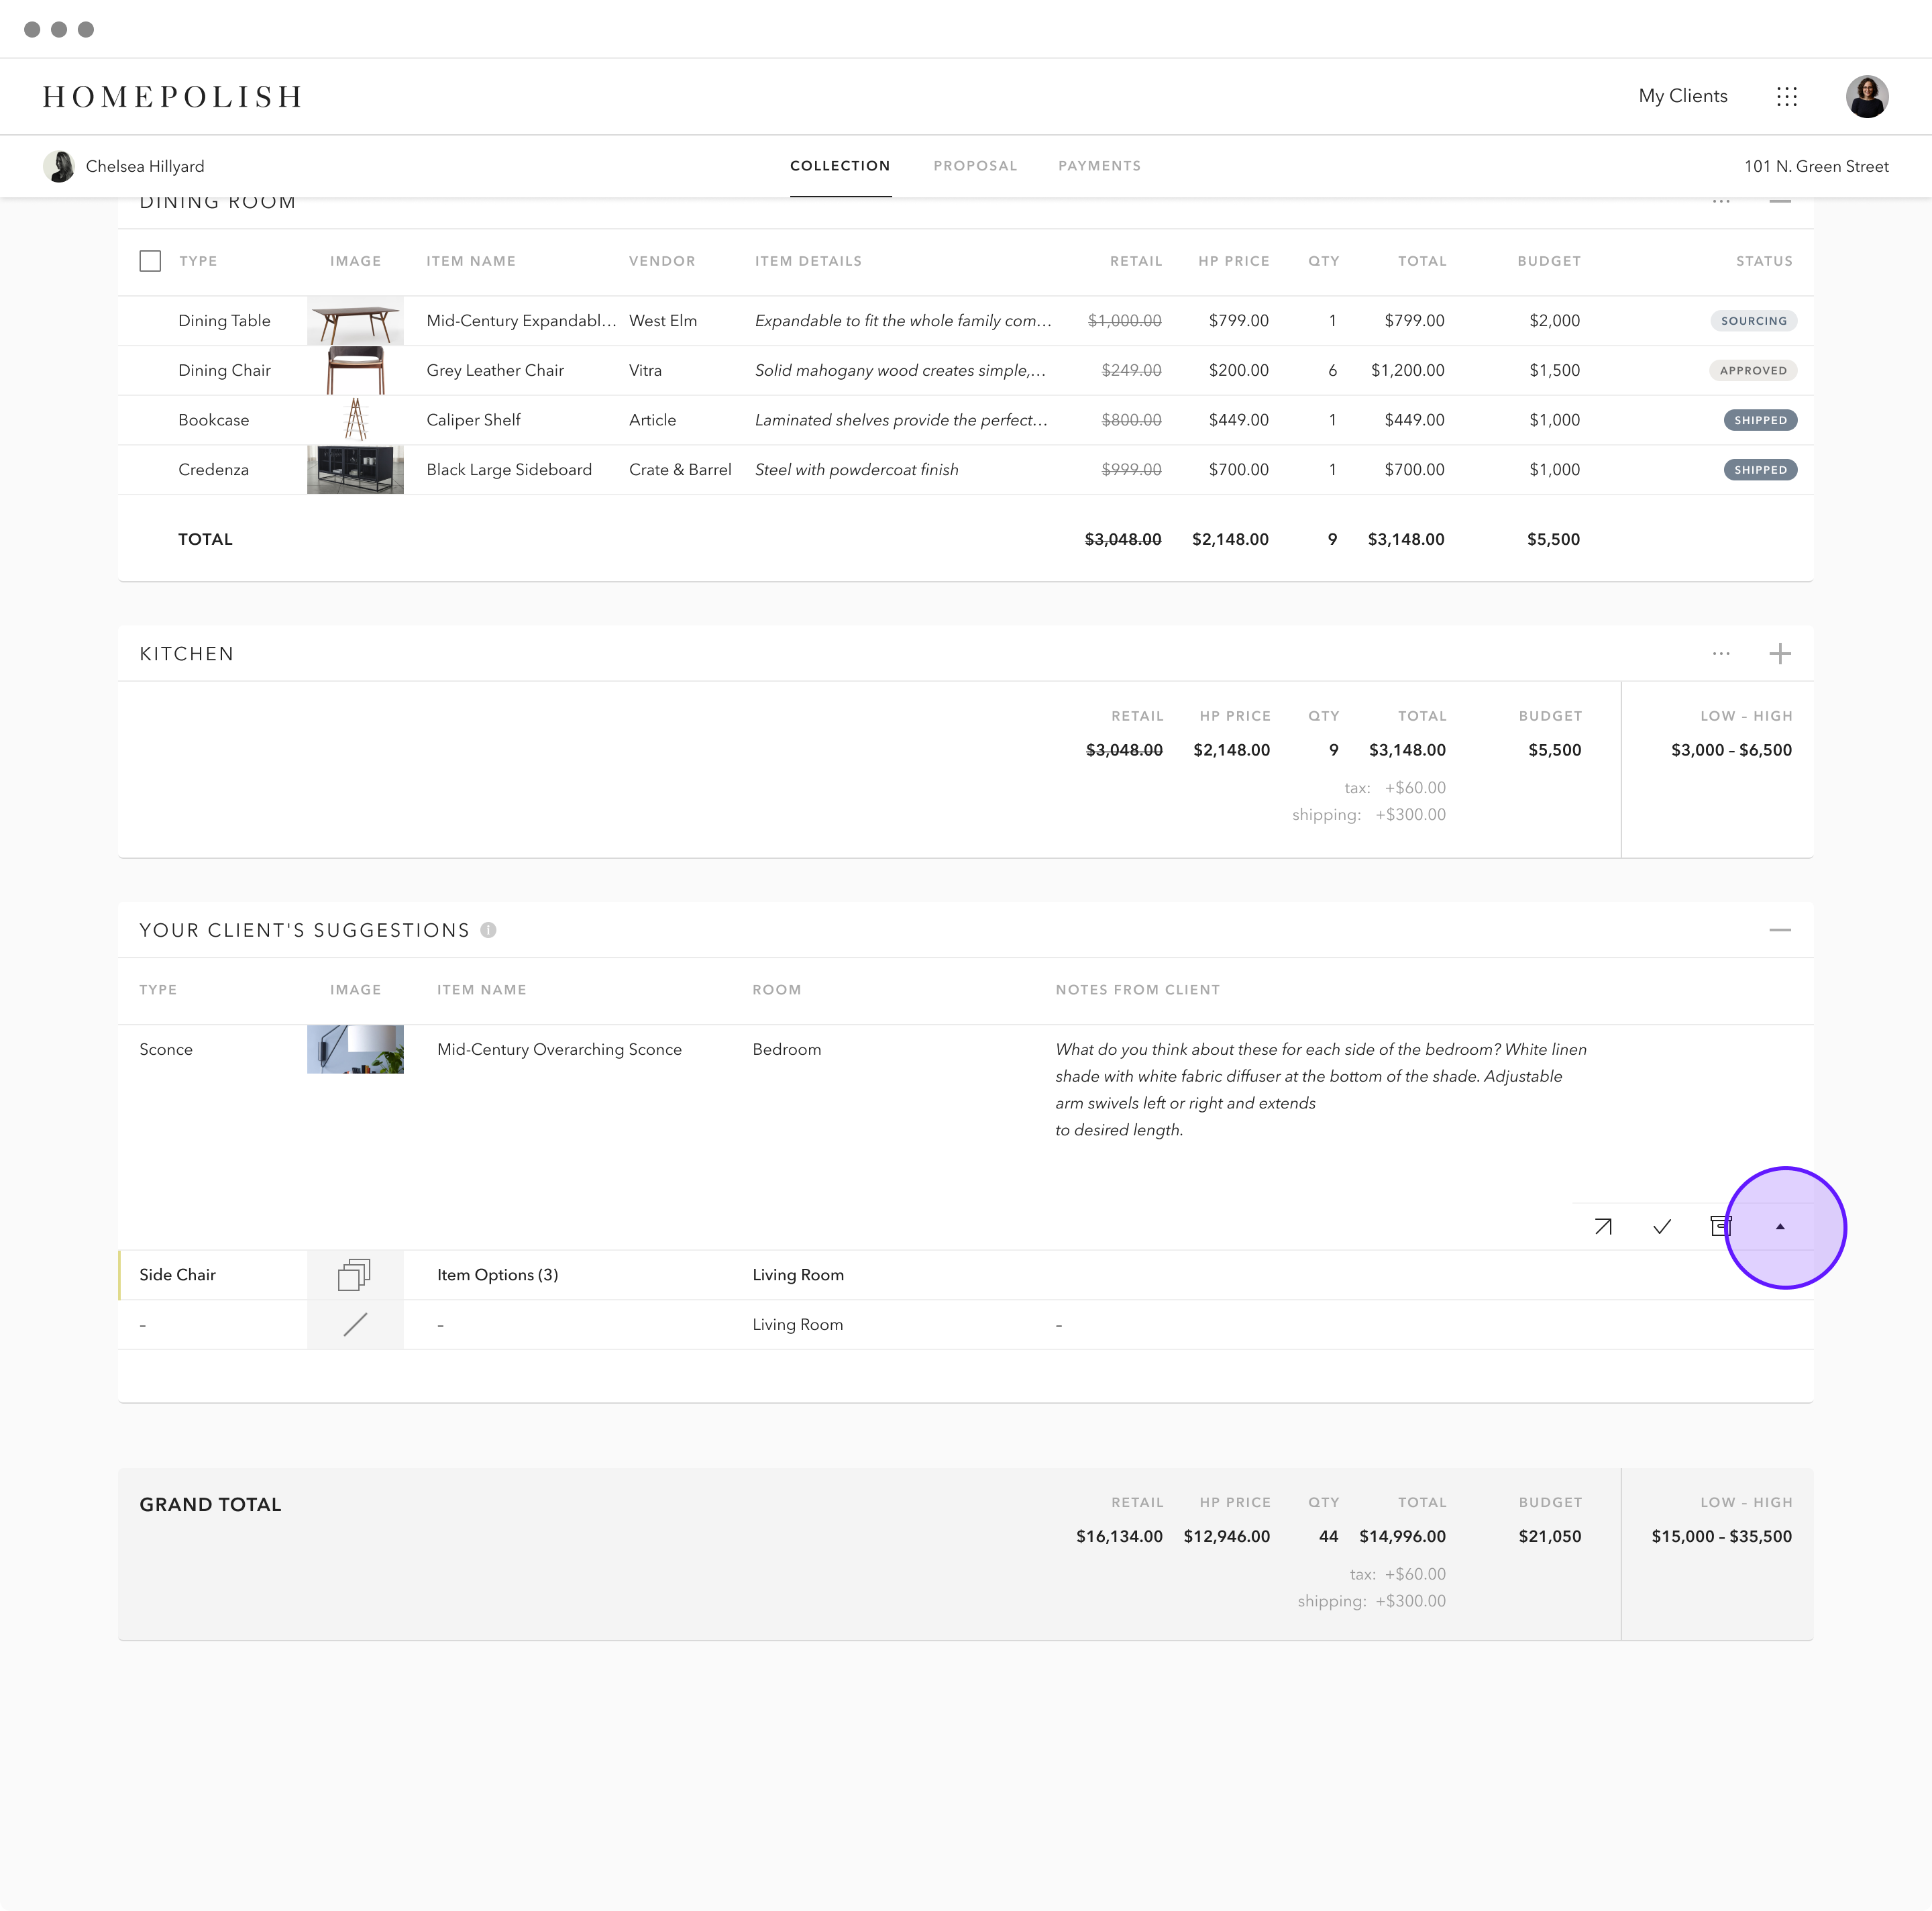 HOMEPOLISH
My Clients
Chelsea Hillyard
COLLECTION PROPOSAL PAYMENTS
101 N. Green Street
DINING ROOM
TYPE IMAGE ITEM NAME VENDOR ITEM DETAILS RETAIL HP PRICE QTY TOTAL BUDGET STATUS
Dining Table Mid-Century Expandabl... West Elm Expandable to fit the whole family com... $1,000.00 $799.00 1 $799.00 $2,000 SOURCING
Dining Chair Grey Leather Chair Vitra Solid mahogany wood creates simple,... $249.00 $200.00 6 $1,200.00 $1,500 APPROVED
Bookcase Caliper Shelf Article Laminated shelves provide the perfect... $800.00 $449.00 1 $449.00 $1,000 SHIPPED
Credenza Black Large Sideboard Crate & Barrel Steel with powdercoat finish $999.00 $700.00 1 $700.00 $1,000 SHIPPED
TOTAL $3,048.00 $2,148.00 9 $3,148.00 $5,500
KITCHEN
RETAIL HP PRICE QTY TOTAL BUDGET LOW – HIGH
$3,048.00 $2,148.00 9 $3,148.00 $5,500 $3,000 – $6,500
tax: +$60.00
shipping: +$300.00
YOUR CLIENT'S SUGGESTIONS i
TYPE IMAGE ITEM NAME ROOM NOTES FROM CLIENT
Sconce Mid-Century Overarching Sconce Bedroom What do you think about these for each side of the bedroom? White linen
shade with white fabric diffuser at the bottom of the shade. Adjustable
arm swivels left or right and extends
to desired length.
Side Chair Item Options (3) Living Room
– – Living Room –
GRAND TOTAL
RETAIL HP PRICE QTY TOTAL BUDGET LOW – HIGH
$16,134.00 $12,946.00 44 $14,996.00 $21,050 $15,000 – $35,500
tax: +$60.00
shipping: +$300.00